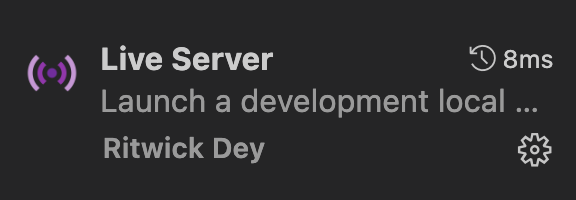 Live Server 8ms
Launch a development local ...
Ritwick Dey